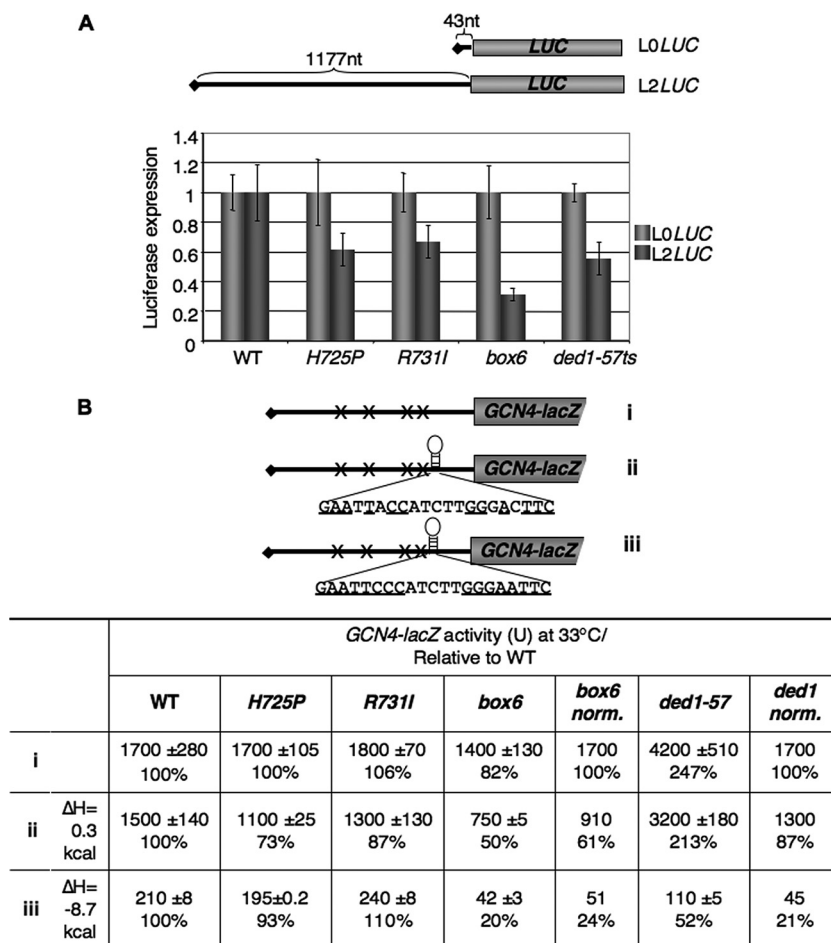 A
43nt
LUC
L0LUC
1177nt
LUC
L2LUC
Luciferase expression
1.4
1.2
1
0.8
0.6
0.4
0.2
0
WT
H725P
R731I
box6
ded1-57ts
L0LUC
L2LUC
B
GCN4-lacZ
i
GCN4-lacZ
ii
GAATTACCATCTTGGGACTTC
GCN4-lacZ
iii
GAATTCCCATCTTGGGAATTC
GCN4-lacZ activity (U) at 33°C/
Relative to WT
WT H725P R731I box6 box6 norm. ded1-57 ded1 norm.
i 1700 ±280 1700 ±105 1800 ±70 1400 ±130 1700 4200 ±510 1700
100% 100% 106% 82% 100% 247% 100%
ii ΔH= 0.3 kcal 1500 ±140 1100 ±25 1300 ±130 750 ±5 910 3200 ±180 1300
100% 73% 87% 50% 61% 213% 87%
iii ΔH= -8.7 kcal 210 ±8 195±0.2 240 ±8 42 ±3 51 110 ±5 45
100% 93% 110% 20% 24% 52% 21%